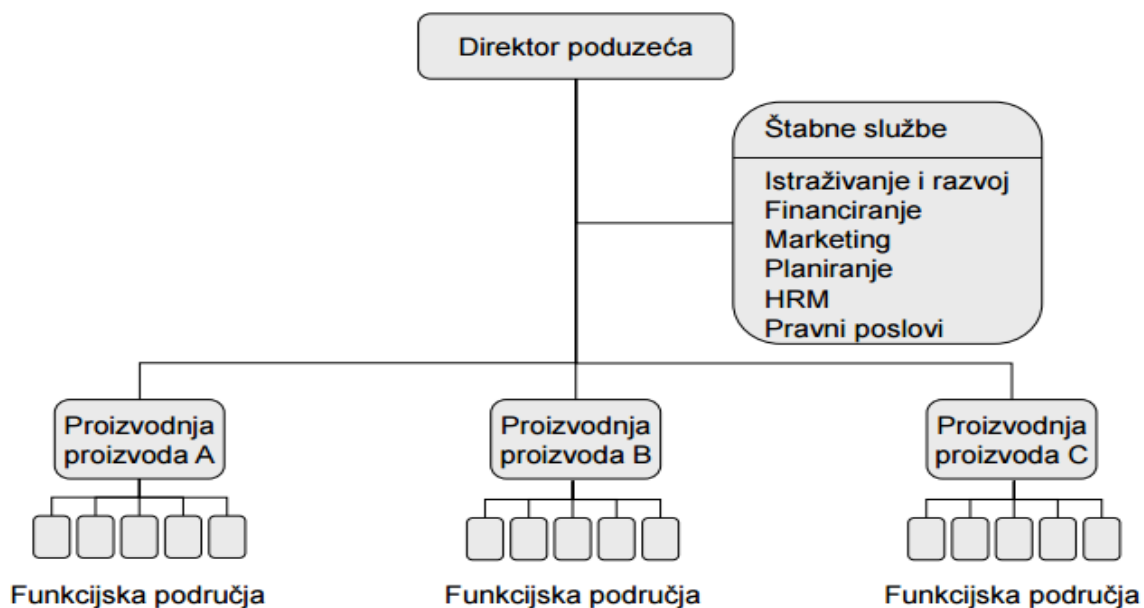 Direktor poduzeća
Štabne službe
Istraživanje i razvoj
Financiranje
Marketing
Planiranje
HRM
Pravni poslovi
Proizvodnja
proizvoda A
Proizvodnja
proizvoda B
Proizvodnja
proizvoda C
Funkcijska područja
Funkcijska područja
Funkcijska područja